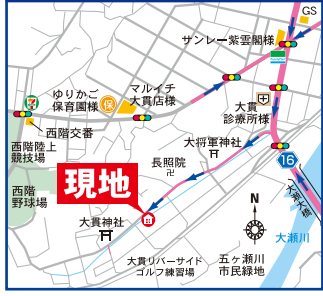 GS
サンレー紫雲閣様
マルイチ
大貫店様
ゆりかご
保育園様
保
7
西階交番
大貫
診療所様
西階陸上
競技場
大将軍神社
長照院
卍
16
現地
西階
野球場
大貫神社
N
大瀬大橋
大瀬川
大貫リバーサイド
ゴルフ練習場
五ヶ瀬川
市民緑地